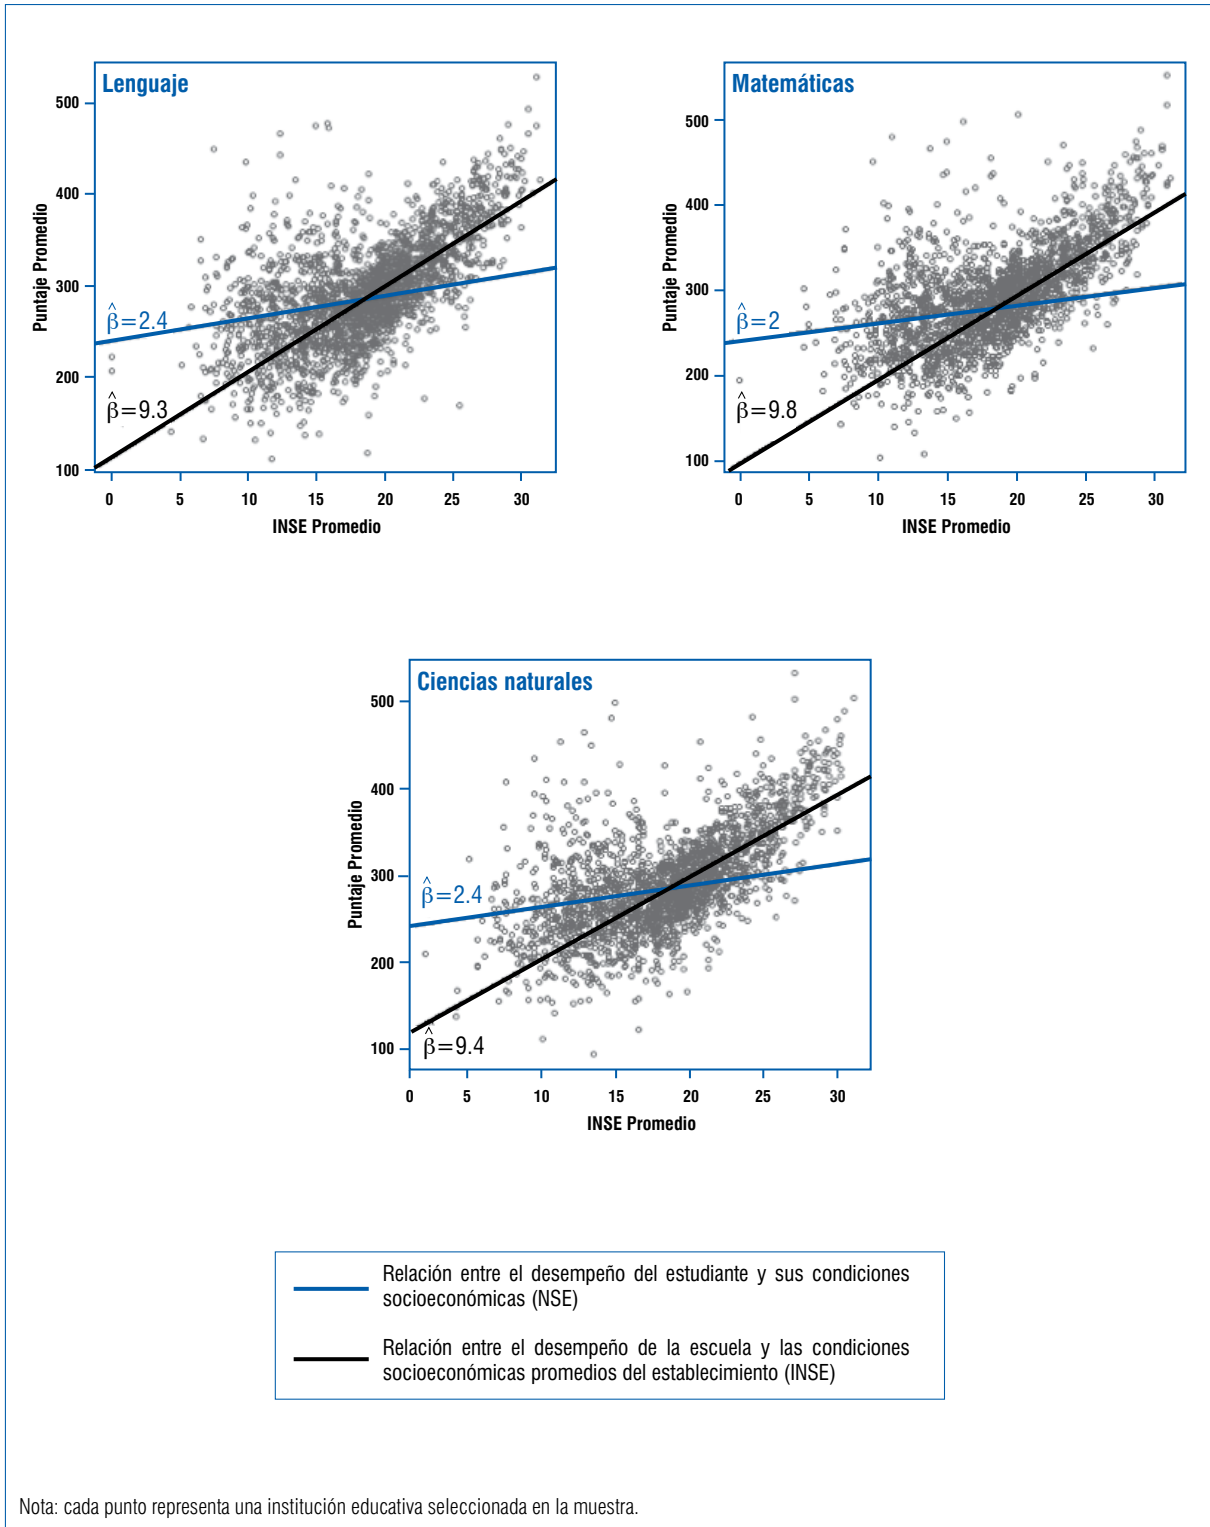 Lenguaje
500
400
300
200
100
Puntaje Promedio
β̂=2.4
β̂=9.3
0 5 10 15 20 25 30
INSE Promedio
Matemáticas
500
400
300
200
100
Puntaje Promedio
β̂=2
β̂=9.8
0 5 10 15 20 25 30
INSE Promedio
Ciencias naturales
500
400
300
200
100
Puntaje Promedio
β̂=2.4
β̂=9.4
0 5 10 15 20 25 30
INSE Promedio
Relación entre el desempeño del estudiante y sus condiciones
socioeconómicas (NSE)
Relación entre el desempeño de la escuela y las condiciones
socioeconómicas promedios del establecimiento (INSE)
Nota: cada punto representa una institución educativa seleccionada en la muestra.